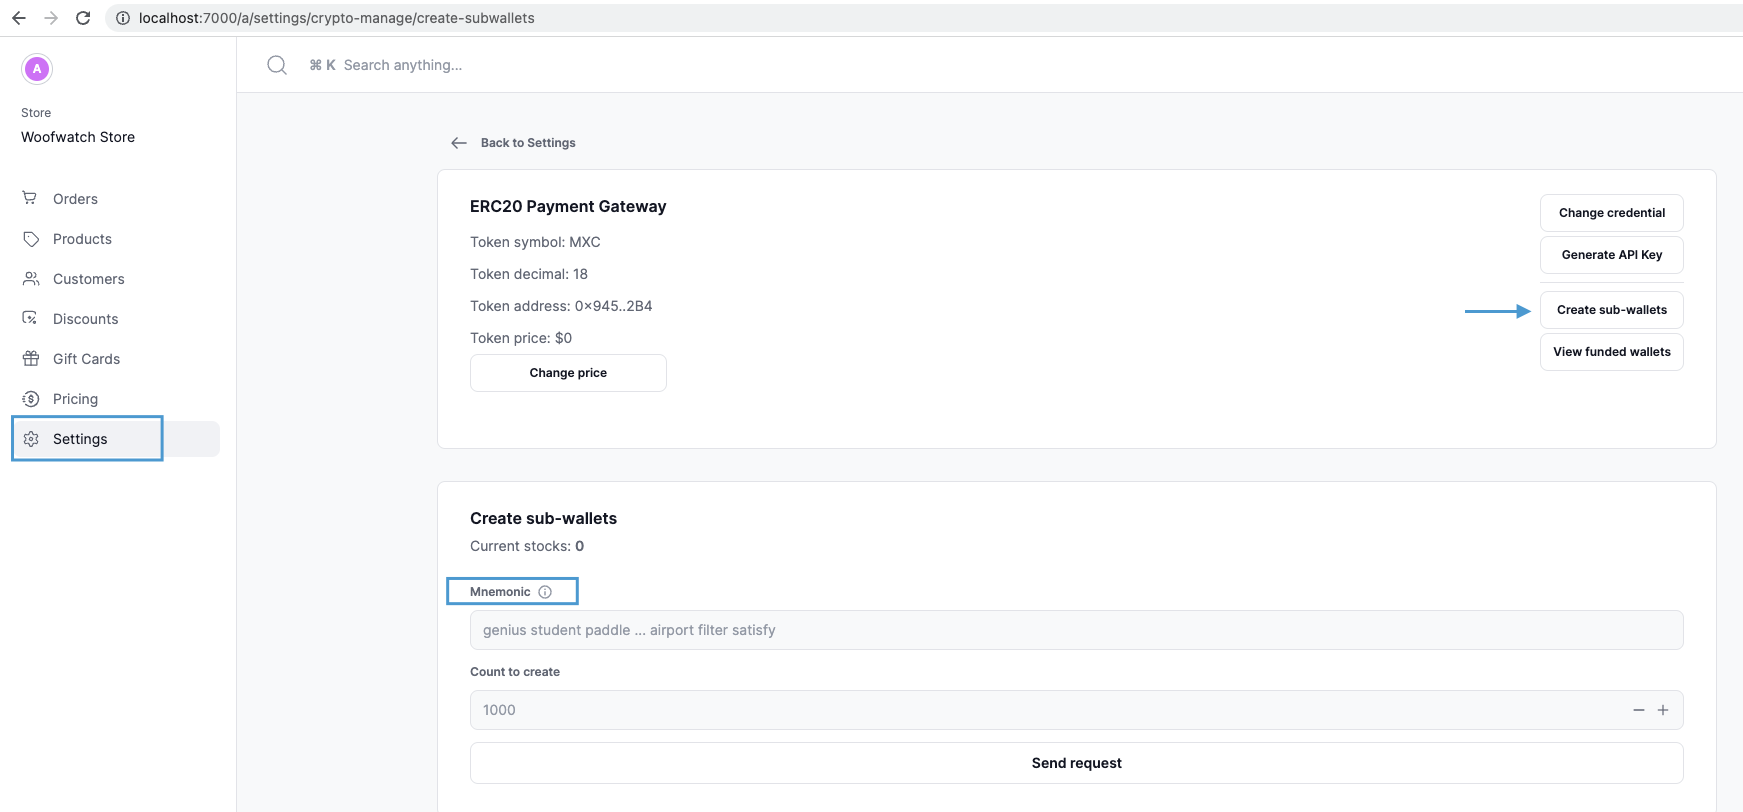 localhost:7000/a/settings/crypto-manage/create-subwallets
A
⌘ K Search anything...
Store
Woofwatch Store
Orders
Products
Customers
Discounts
Gift Cards
Pricing
Settings
Back to Settings
ERC20 Payment Gateway
Token symbol: MXC
Token decimal: 18
Token address: 0×945..2B4
Token price: $0
Change price
Change credential
Generate API Key
Create sub-wallets
View funded wallets
Create sub-wallets
Current stocks: 0
Mnemonic
genius student paddle ... airport filter satisfy
Count to create
1000
Send request